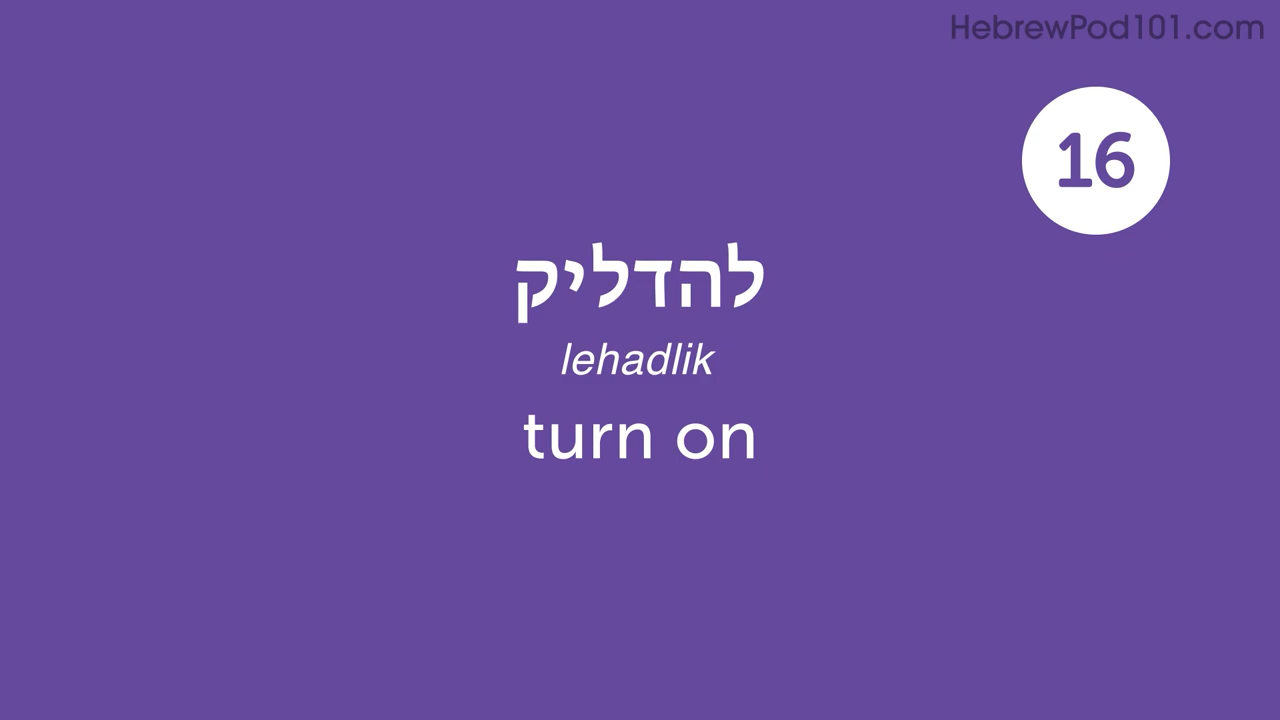 HebrewPod101.com
16
להדליק
lehadlik
turn on